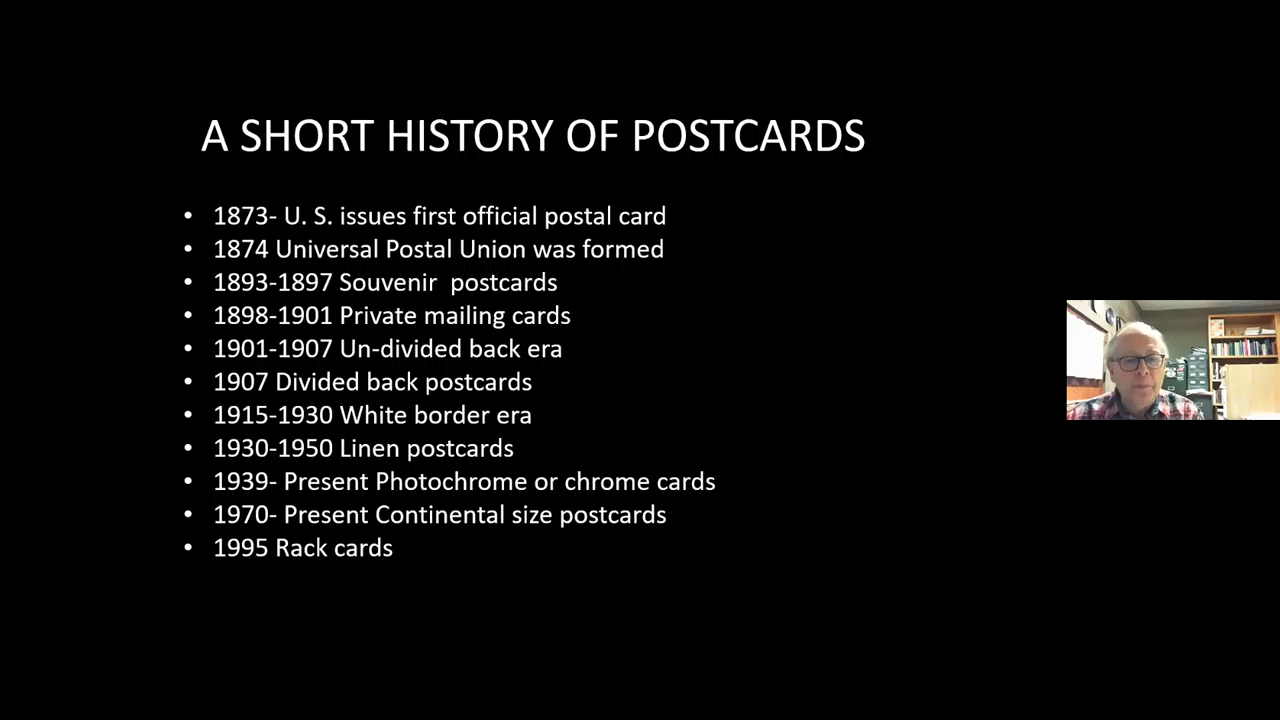 A SHORT HISTORY OF POSTCARDS
• 1873- U. S. issues first official postal card
• 1874 Universal Postal Union was formed
• 1893-1897 Souvenir  postcards
• 1898-1901 Private mailing cards
• 1901-1907 Un-divided back era
• 1907 Divided back postcards
• 1915-1930 White border era
• 1930-1950 Linen postcards
• 1939- Present Photochrome or chrome cards
• 1970- Present Continental size postcards
• 1995 Rack cards